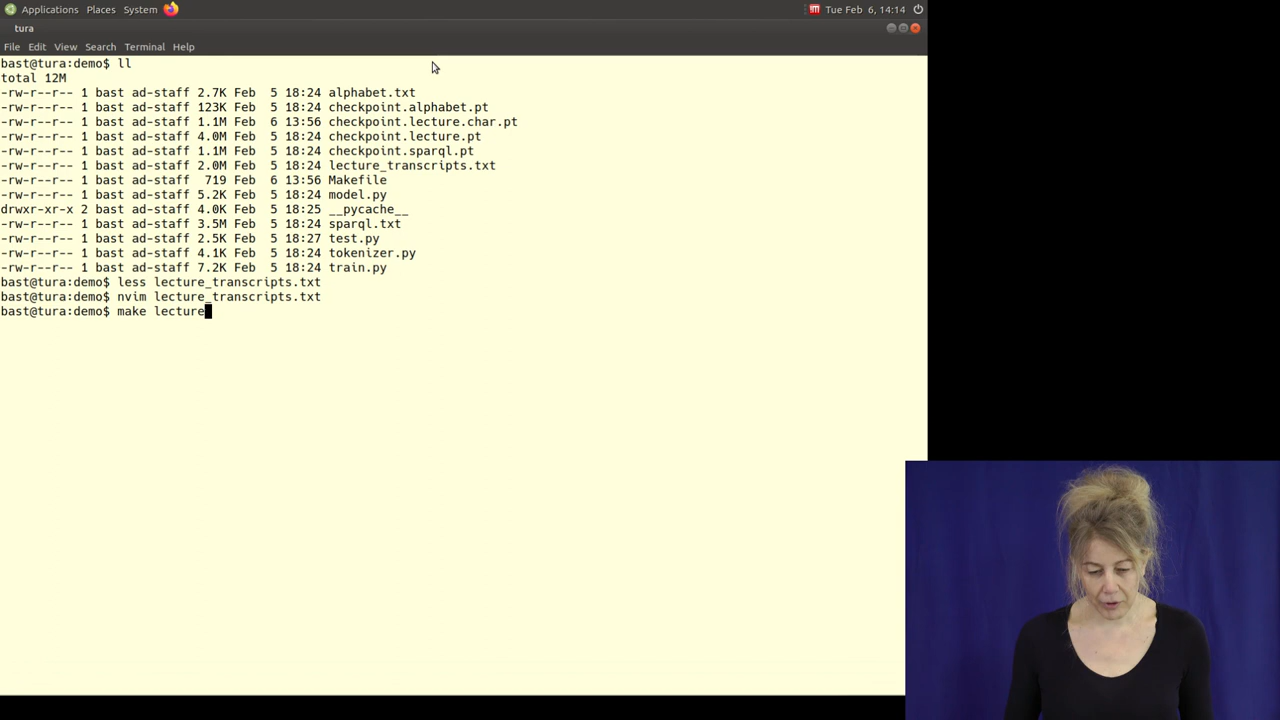 Applications Places System Tue Feb 6, 14:14
tura
File Edit View Search Terminal Help
bast@tura:demo$ ll
total 12M
-rw-r--r-- 1 bast ad-staff 2.7K Feb  5 18:24 alphabet.txt
-rw-r--r-- 1 bast ad-staff 123K Feb  5 18:24 checkpoint.alphabet.pt
-rw-r--r-- 1 bast ad-staff 1.1M Feb  6 13:56 checkpoint.lecture.char.pt
-rw-r--r-- 1 bast ad-staff 4.0M Feb  5 18:24 checkpoint.lecture.pt
-rw-r--r-- 1 bast ad-staff 1.1M Feb  5 18:24 checkpoint.sparql.pt
-rw-r--r-- 1 bast ad-staff 2.0M Feb  5 18:24 lecture_transcripts.txt
-rw-r--r-- 1 bast ad-staff  719 Feb  6 13:56 Makefile
-rw-r--r-- 1 bast ad-staff 5.2K Feb  5 18:24 model.py
drwxr-xr-x 2 bast ad-staff 4.0K Feb  5 18:25 __pycache__
-rw-r--r-- 1 bast ad-staff 3.5M Feb  5 18:24 sparql.txt
-rw-r--r-- 1 bast ad-staff 2.5K Feb  5 18:27 test.py
-rw-r--r-- 1 bast ad-staff 4.1K Feb  5 18:24 tokenizer.py
-rw-r--r-- 1 bast ad-staff 7.2K Feb  5 18:24 train.py
bast@tura:demo$ less lecture_transcripts.txt
bast@tura:demo$ nvim lecture_transcripts.txt
bast@tura:demo$ make lecture